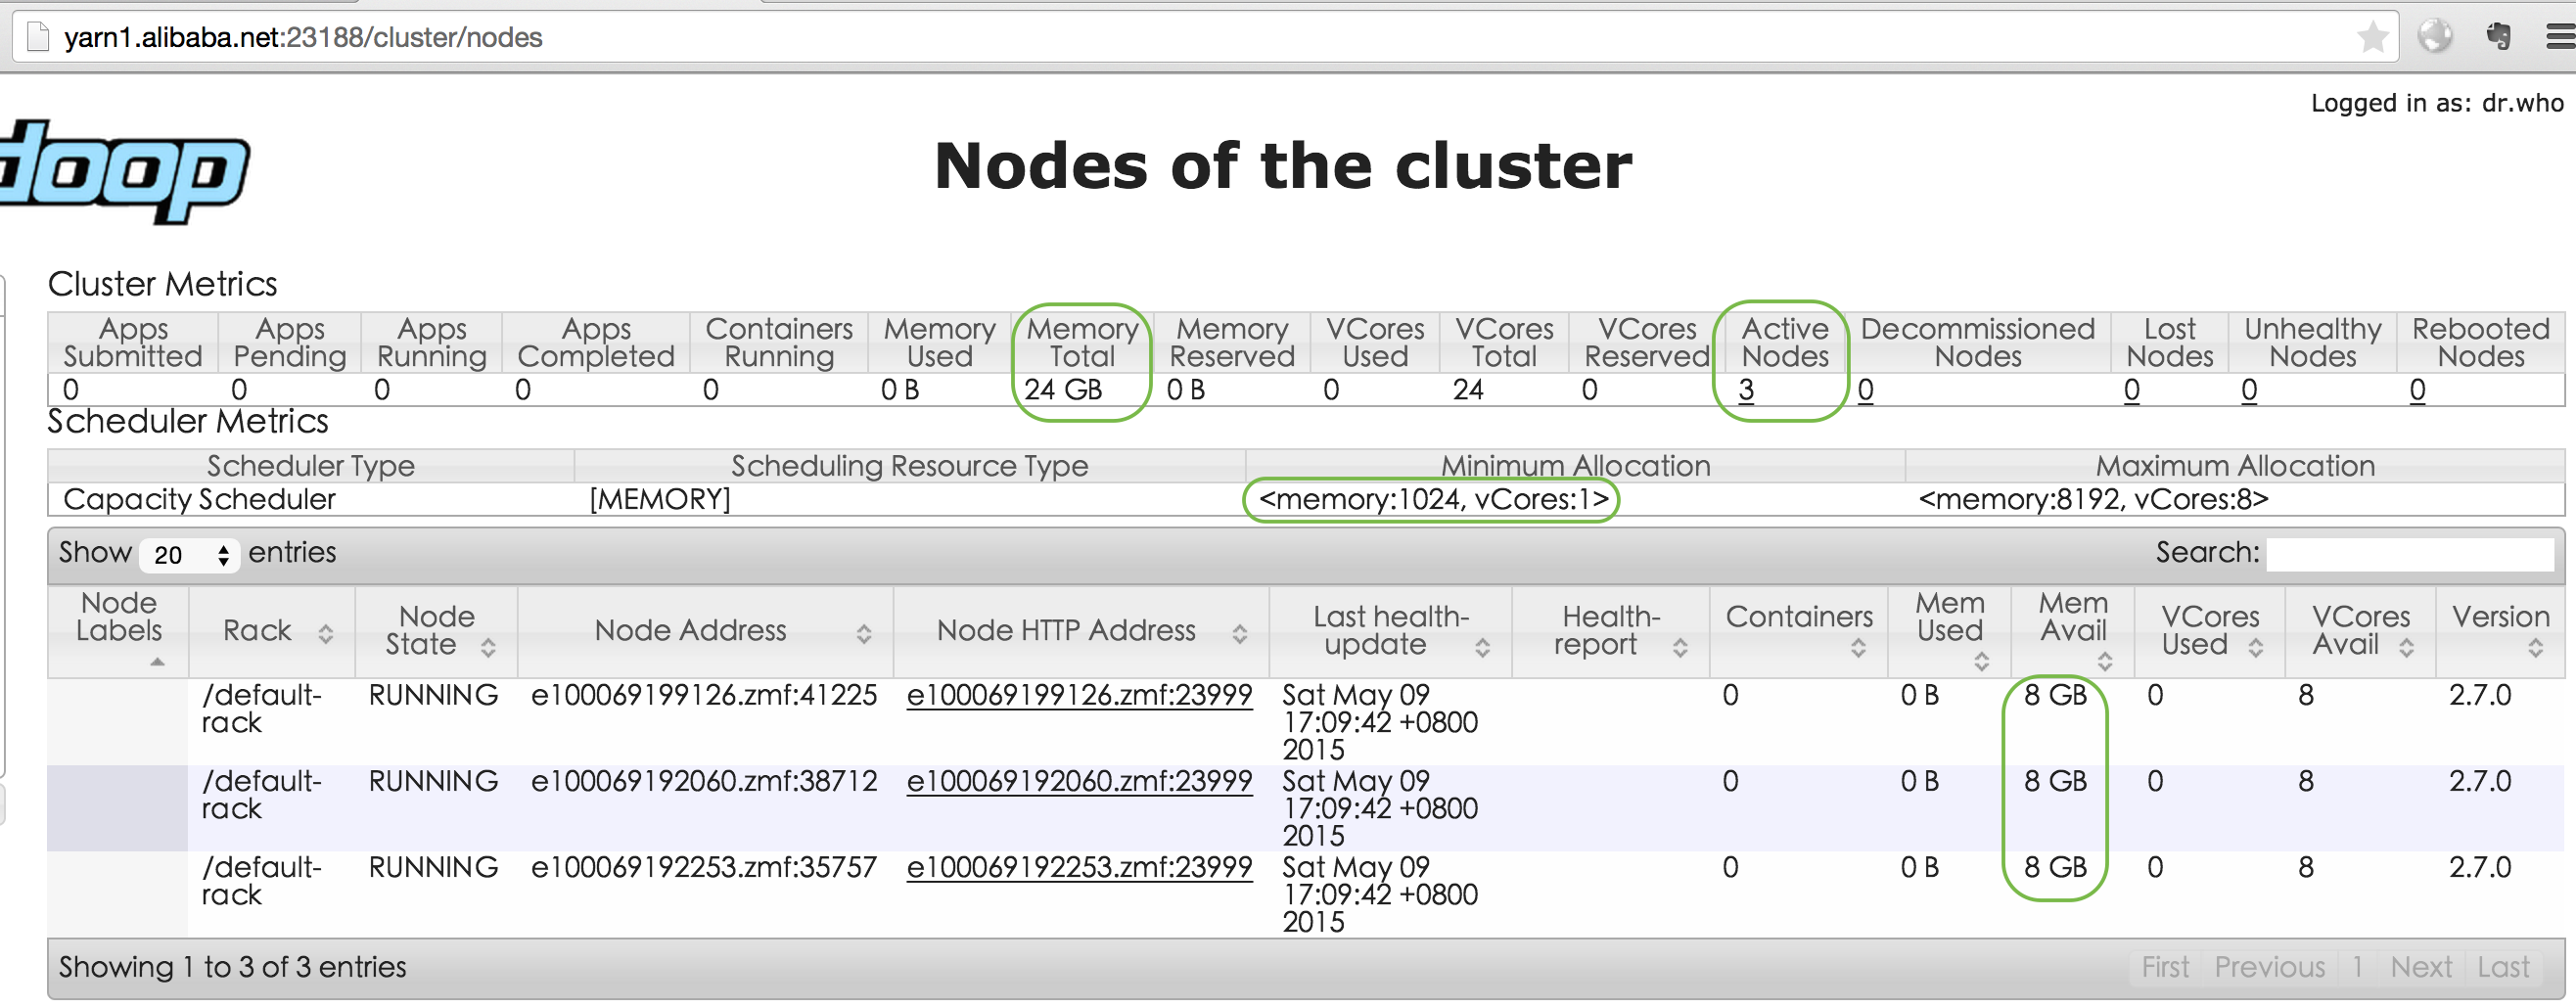 yarn1.alibaba.net:23188/cluster/nodes
Logged in as: dr.who
doop
Nodes of the cluster
Cluster Metrics
Apps Submitted Apps Pending Apps Running Apps Completed Containers Running Memory Used Memory Total Memory Reserved VCores Used VCores Total VCores Reserved Active Nodes Decommissioned Nodes Lost Nodes Unhealthy Nodes Rebooted Nodes
0 0 0 0 0 0 B 24 GB 0 B 0 24 0 3 0 0 0 0
Scheduler Metrics
Scheduler Type Scheduling Resource Type Minimum Allocation Maximum Allocation
Capacity Scheduler [MEMORY] <memory:1024, vCores:1> <memory:8192, vCores:8>
Show 20 entries Search:
Node Labels Rack Node State Node Address Node HTTP Address Last health-update Health-report Containers Mem Used Mem Avail VCores Used VCores Avail Version
/default-rack RUNNING e100069199126.zmf:41225 e100069199126.zmf:23999 Sat May 09 17:09:42 +0800 2015 0 0 B 8 GB 0 8 2.7.0
/default-rack RUNNING e100069192060.zmf:38712 e100069192060.zmf:23999 Sat May 09 17:09:42 +0800 2015 0 0 B 8 GB 0 8 2.7.0
/default-rack RUNNING e100069192253.zmf:35757 e100069192253.zmf:23999 Sat May 09 17:09:42 +0800 2015 0 0 B 8 GB 0 8 2.7.0
Showing 1 to 3 of 3 entries First Previous 1 Next Last